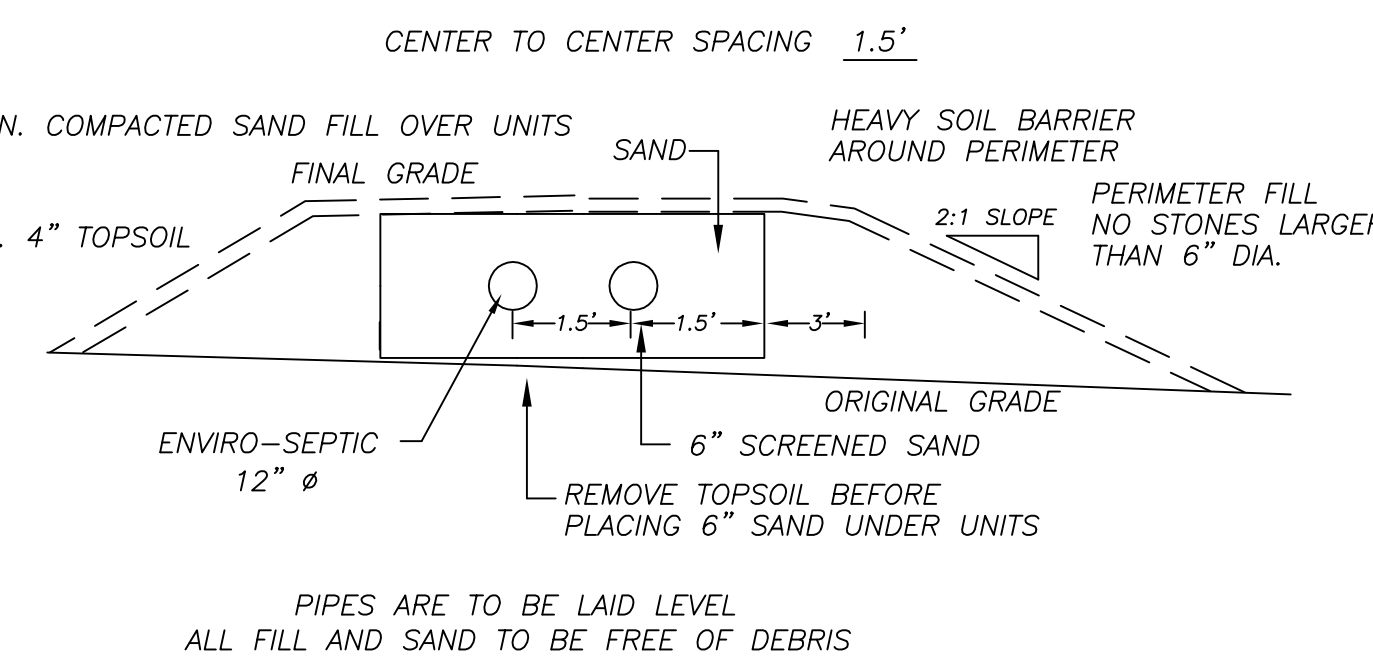 CENTER TO CENTER SPACING 1.5'
N. COMPACTED SAND FILL OVER UNITS
HEAVY SOIL BARRIER
AROUND PERIMETER
SAND
FINAL GRADE
PERIMETER FILL
NO STONES LARGER
THAN 6" DIA.
2:1 SLOPE
. 4" TOPSOIL
1.5' 1.5' 3'
ORIGINAL GRADE
ENVIRO-SEPTIC
12" ø
6" SCREENED SAND
REMOVE TOPSOIL BEFORE
PLACING 6" SAND UNDER UNITS
PIPES ARE TO BE LAID LEVEL
ALL FILL AND SAND TO BE FREE OF DEBRIS